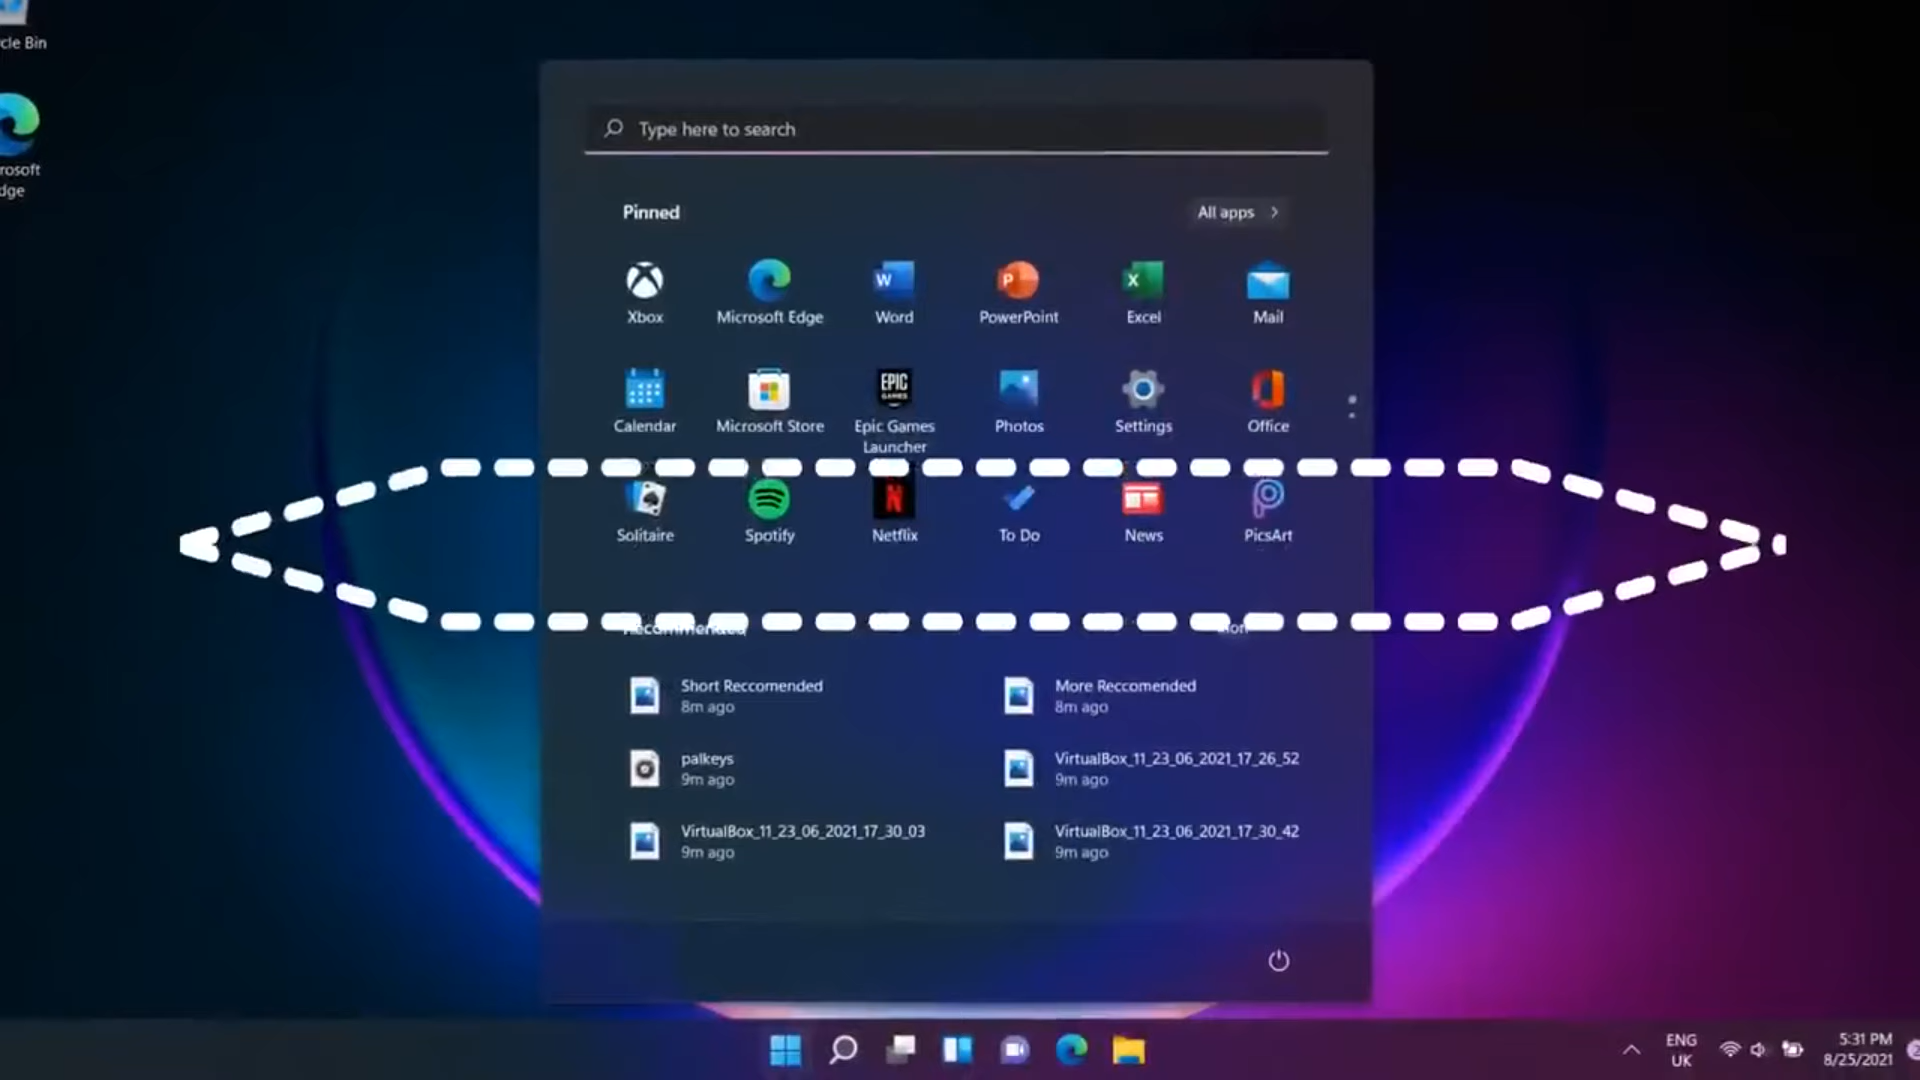 cle Bin
rosoft
dge
Type here to search
Pinned
All apps
Xbox
Microsoft Edge
Word
PowerPoint
Excel
Mail
Calendar
Microsoft Store
Epic Games
Launcher
Photos
Settings
Office
Solitaire
Spotify
Netflix
To Do
News
PicsArt
Recommended
Short Reccomended
8m ago
More Reccomended
8m ago
palkeys
9m ago
VirtualBox_11_23_06_2021_17_26_52
9m ago
VirtualBox_11_23_06_2021_17_30_03
9m ago
VirtualBox_11_23_06_2021_17_30_42
9m ago
ENG
UK
5:31 PM
8/25/2021